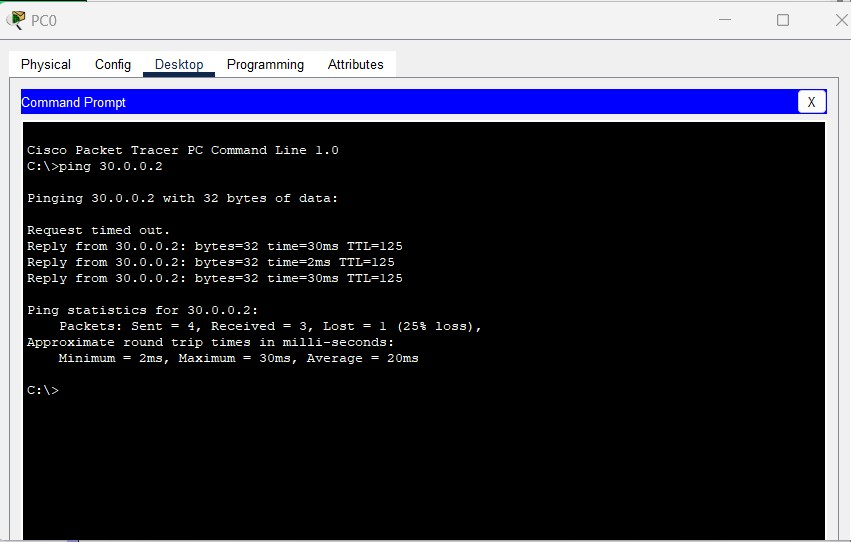 PC0
Physical Config Desktop Programming Attributes
Command Prompt X
Cisco Packet Tracer PC Command Line 1.0
C:\>ping 30.0.0.2
Pinging 30.0.0.2 with 32 bytes of data:
Request timed out.
Reply from 30.0.0.2: bytes=32 time=30ms TTL=125
Reply from 30.0.0.2: bytes=32 time=2ms TTL=125
Reply from 30.0.0.2: bytes=32 time=30ms TTL=125
Ping statistics for 30.0.0.2:
Packets: Sent = 4, Received = 3, Lost = 1 (25% loss),
Approximate round trip times in milli-seconds:
Minimum = 2ms, Maximum = 30ms, Average = 20ms
C:\>